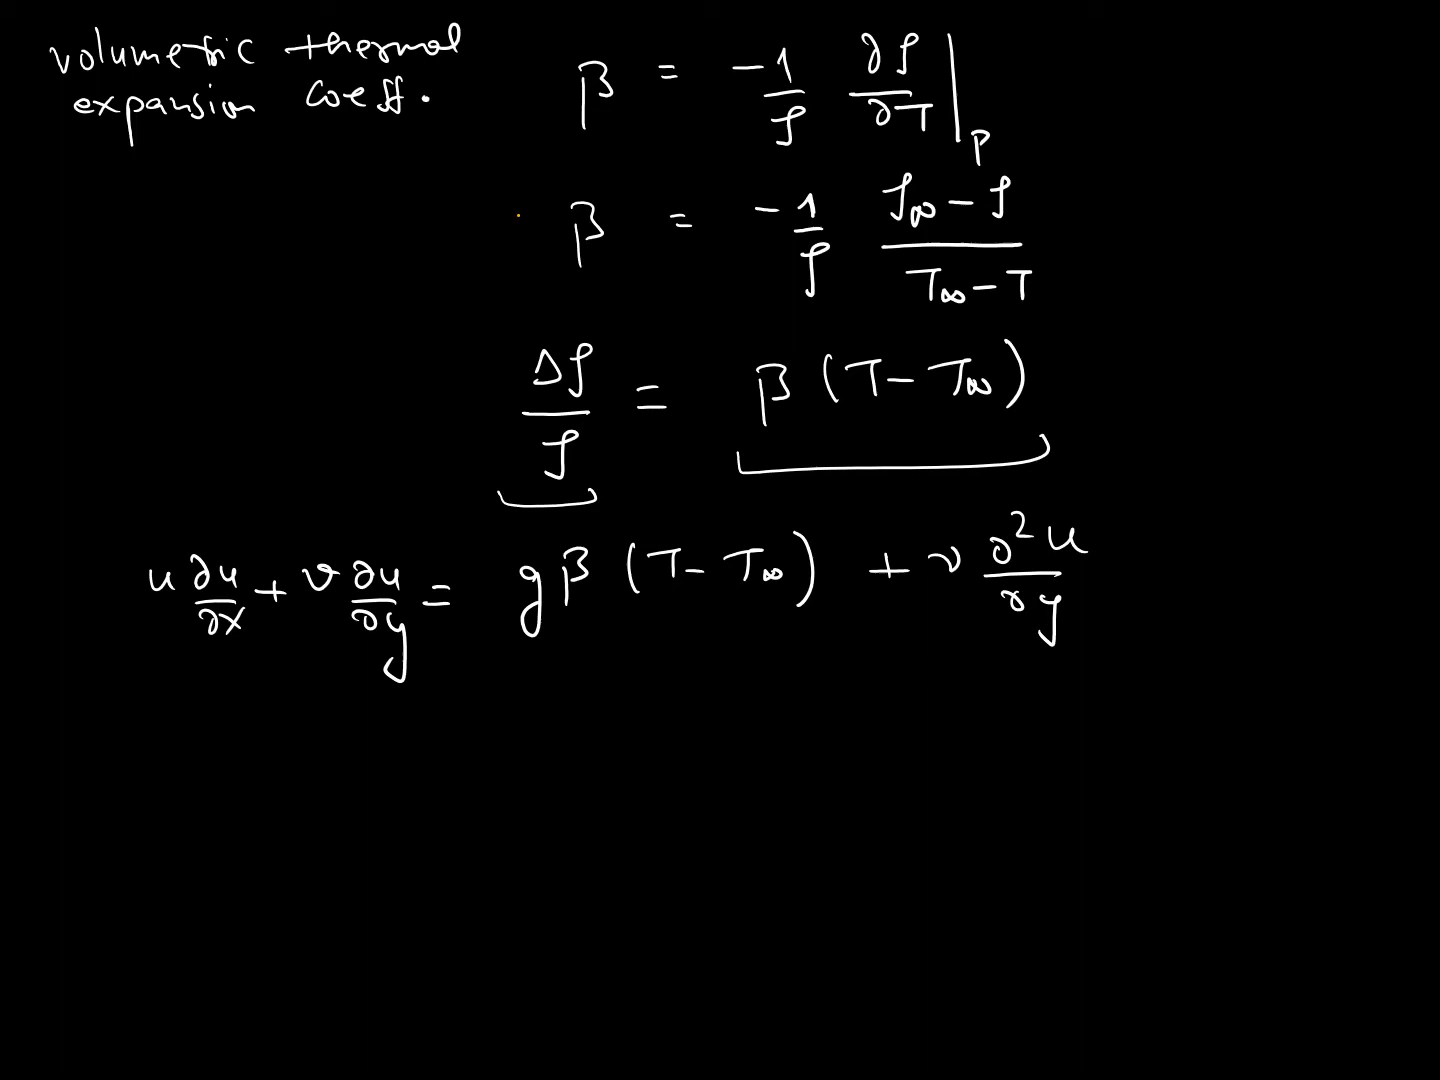 volumetric thermal
expansion coeff.
β = -1/ρ ∂ρ/∂T |p
β = -1/ρ (ρ∞ - ρ)/(T∞ - T)
Δρ/ρ = β (T - T∞)
u ∂u/∂x + v ∂u/∂y = gβ (T - T∞) + ν ∂²u/∂y